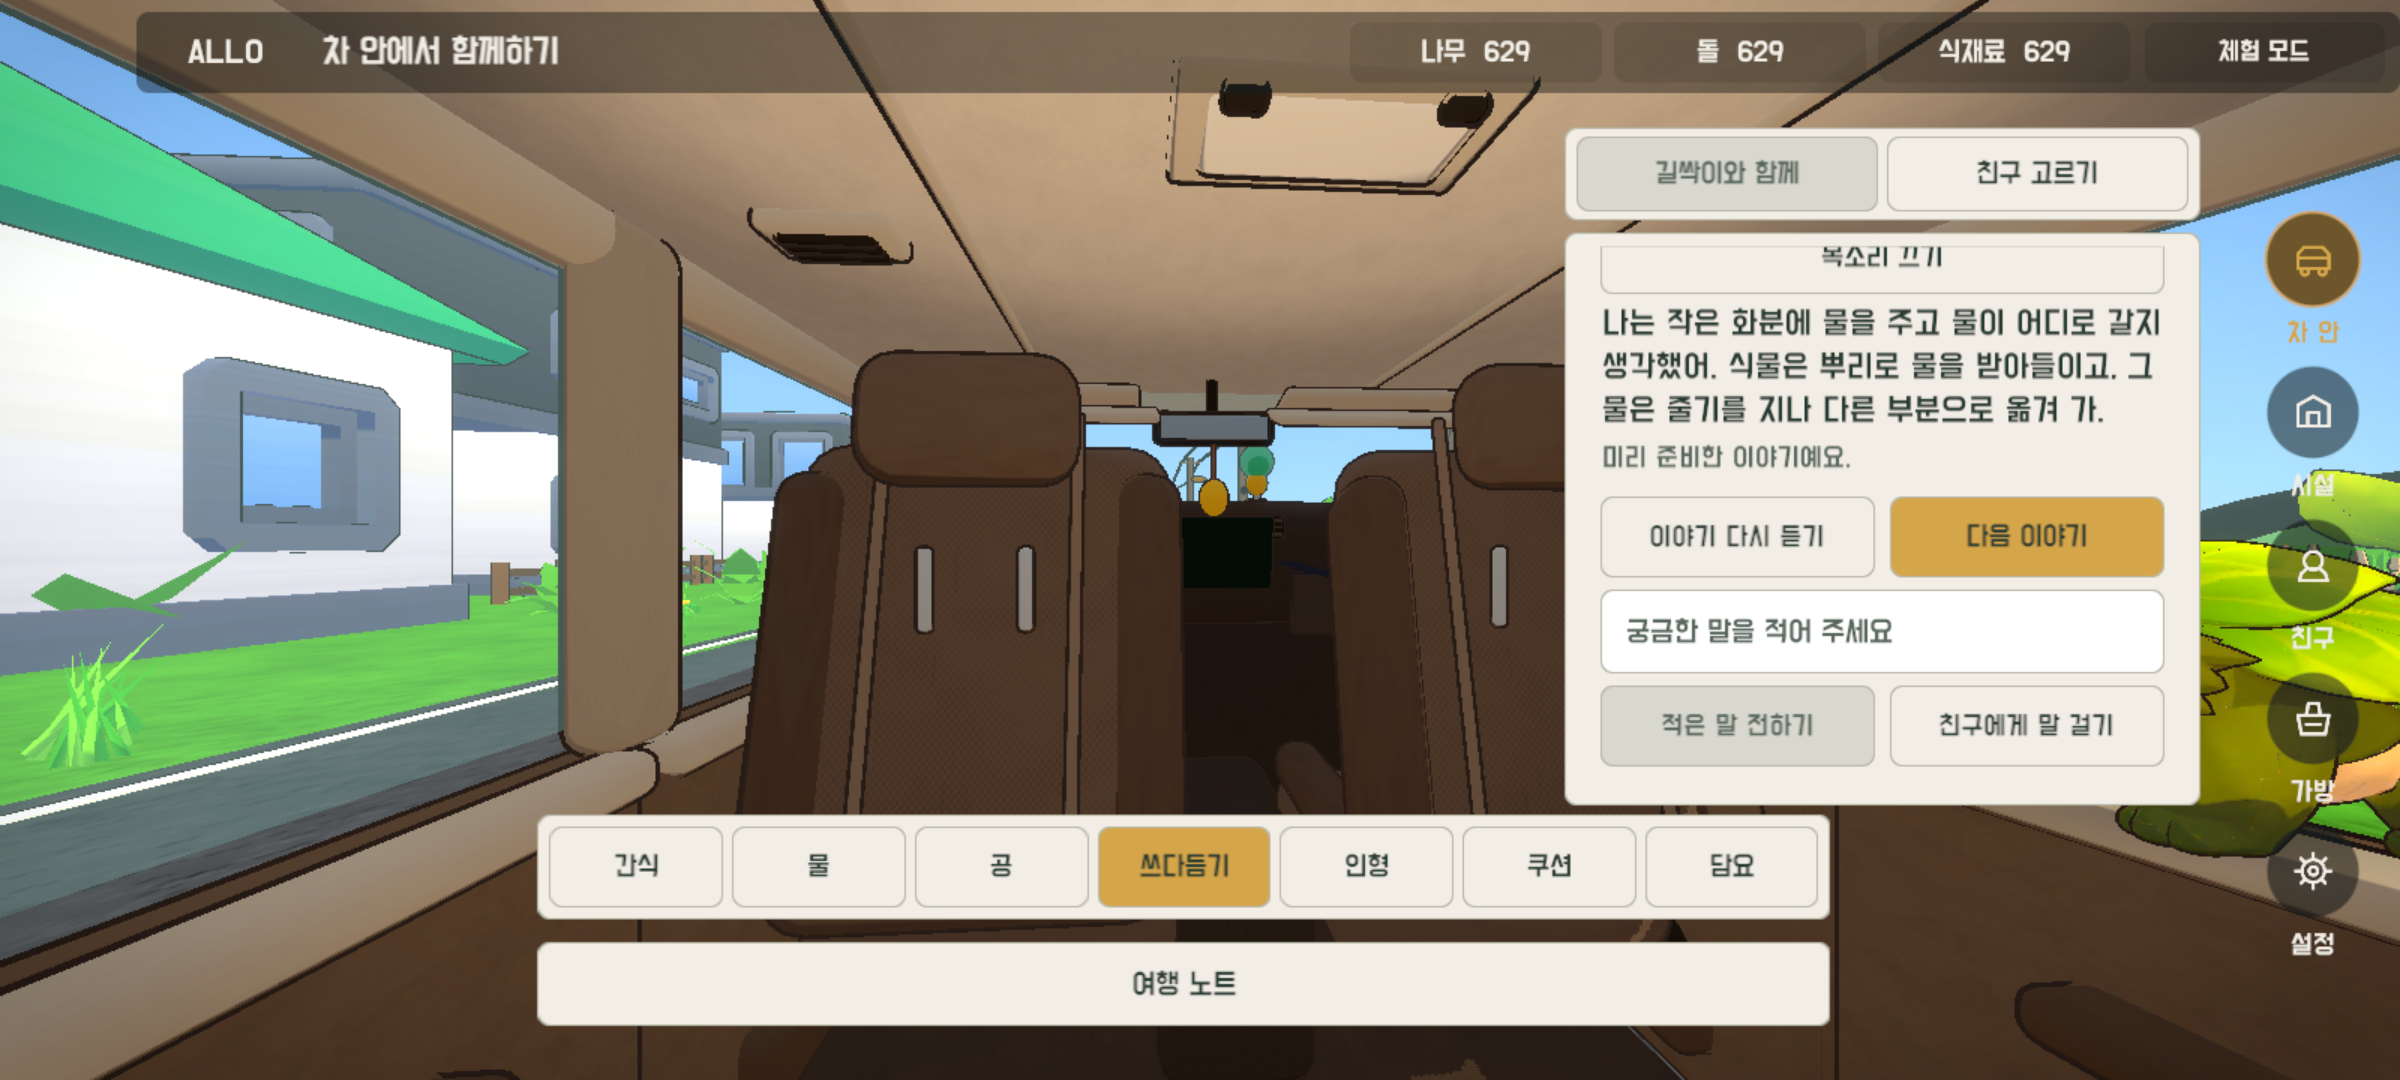 ALLO 차 안에서 함께하기
나무 629 돌 629 식재료 629 체험 모드
길싹이와 함께 친구 고르기
목소리 끄기
나는 작은 화분에 물을 주고 물이 어디로 갈지
생각했어. 식물은 뿌리로 물을 받아들이고, 그
물은 줄기를 지나 다른 부분으로 옮겨 가.
미리 준비한 이야기예요.
이야기 다시 듣기 다음 이야기
궁금한 말을 적어 주세요
적은 말 전하기 친구에게 말 걸기
차 안
시설
친구
가방
설정
간식 물 공 쓰다듬기 인형 쿠션 담요
여행 노트